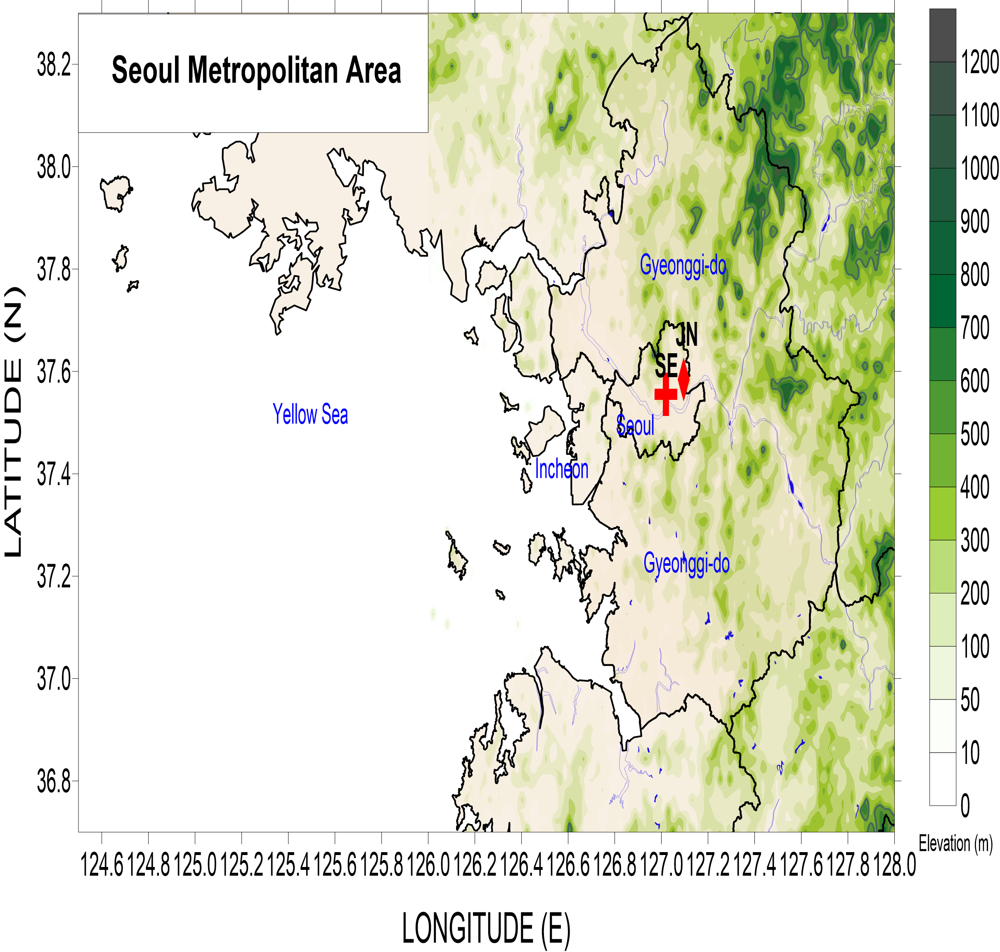 Seoul Metropolitan Area
LATITUDE (N)
38.2
38.0
37.8
37.6
37.4
37.2
37.0
36.8
Gyeonggi-do
JN
SE
Yellow Sea
Seoul
Incheon
Gyeonggi-do
124.6 124.8 125.0 125.2 125.4 125.6 125.8 126.0 126.2 126.4 126.6 126.8 127.0 127.2 127.4 127.6 127.8 128.0
LONGITUDE (E)
1200
1100
1000
900
800
700
600
500
400
300
200
100
50
10
0
Elevation (m)